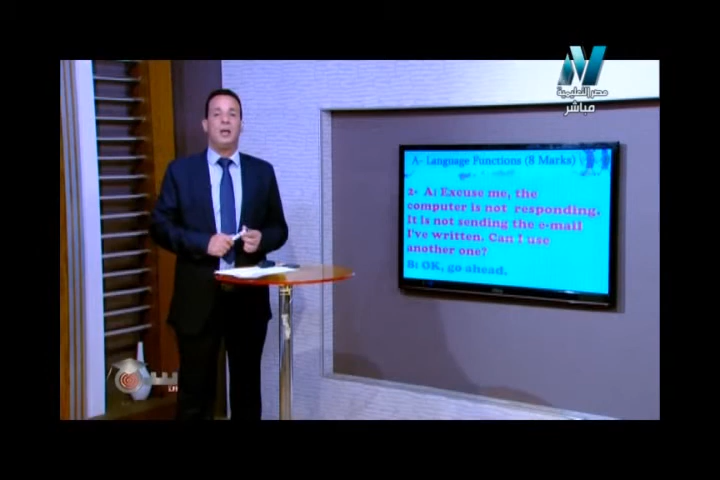 مصر التعليمية
مباشر
A- Language Functions (8 Marks)
2- A: Excuse me, the
computer is not responding.
It is not sending the e-mail
I've written. Can I use
another one?
B: OK, go ahead.